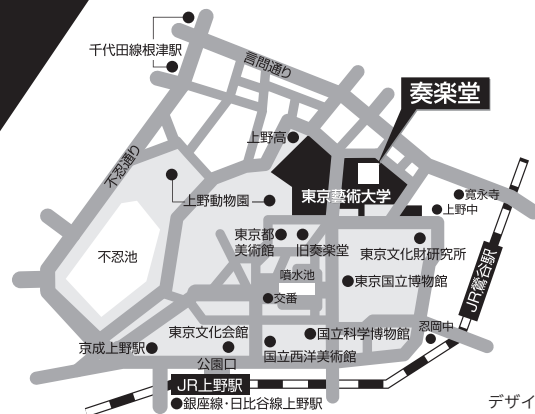 千代田線根津駅
言問通り
奏楽堂
上野高
不忍通り
東京藝術大学
上野動物園
寛永寺
上野中
東京都
美術館
旧奏楽堂
東京文化財研究所
不忍池
噴水池
東京国立博物館
JR鶯谷駅
交番
忍岡中
京成上野駅
東京文化会館
国立科学博物館
公園口
国立西洋美術館
JR上野駅
銀座線・日比谷線上野駅
デザイ